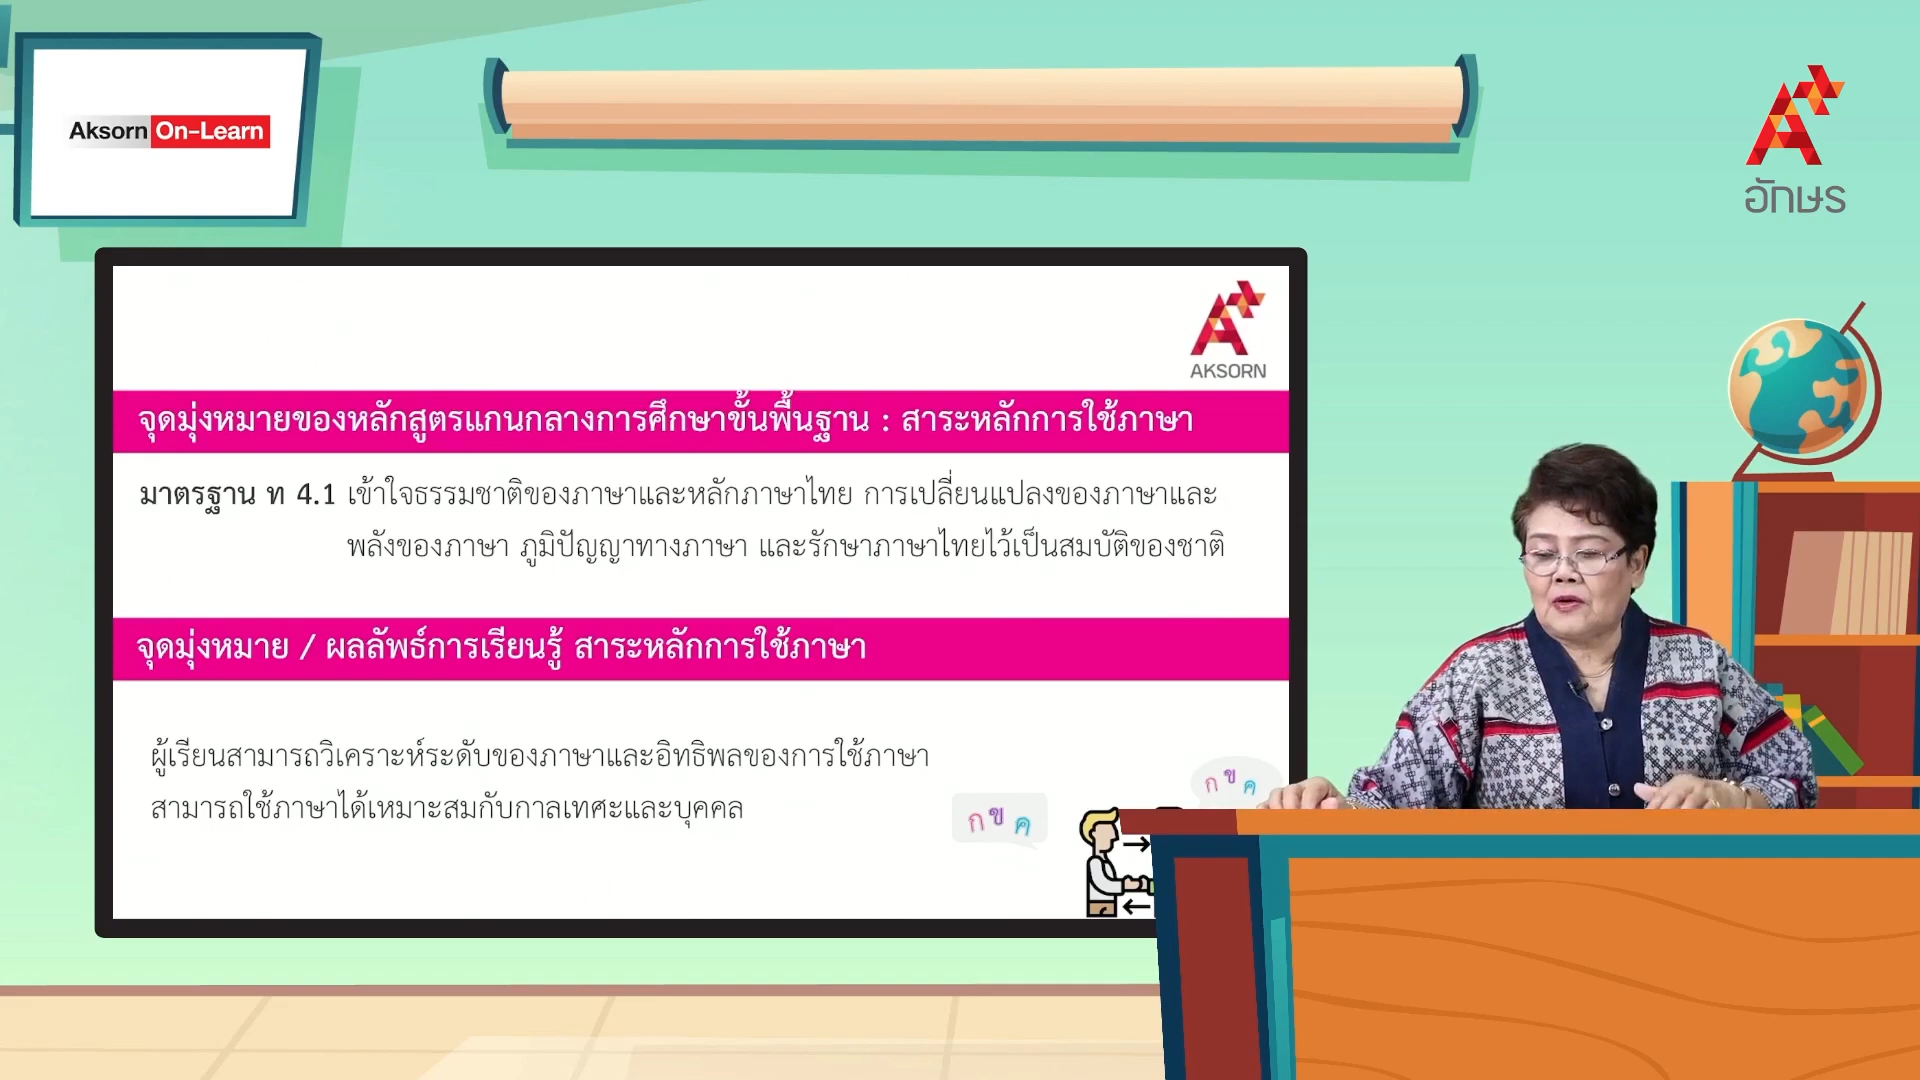 Aksorn On-Learn
อักษร
AKSORN
จุดมุ่งหมายของหลักสูตรแกนกลางการศึกษาขั้นพื้นฐาน : สาระหลักการใช้ภาษา
มาตรฐาน ท 4.1 เข้าใจธรรมชาติของภาษาและหลักภาษาไทย การเปลี่ยนแปลงของภาษาและ
พลังของภาษา ภูมิปัญญาทางภาษา และรักษาภาษาไทยไว้เป็นสมบัติของชาติ
จุดมุ่งหมาย / ผลลัพธ์การเรียนรู้ สาระหลักการใช้ภาษา
ผู้เรียนสามารถวิเคราะห์ระดับของภาษาและอิทธิพลของการใช้ภาษา
สามารถใช้ภาษาได้เหมาะสมกับกาลเทศะและบุคคล
ก ข ค
ก ข ค